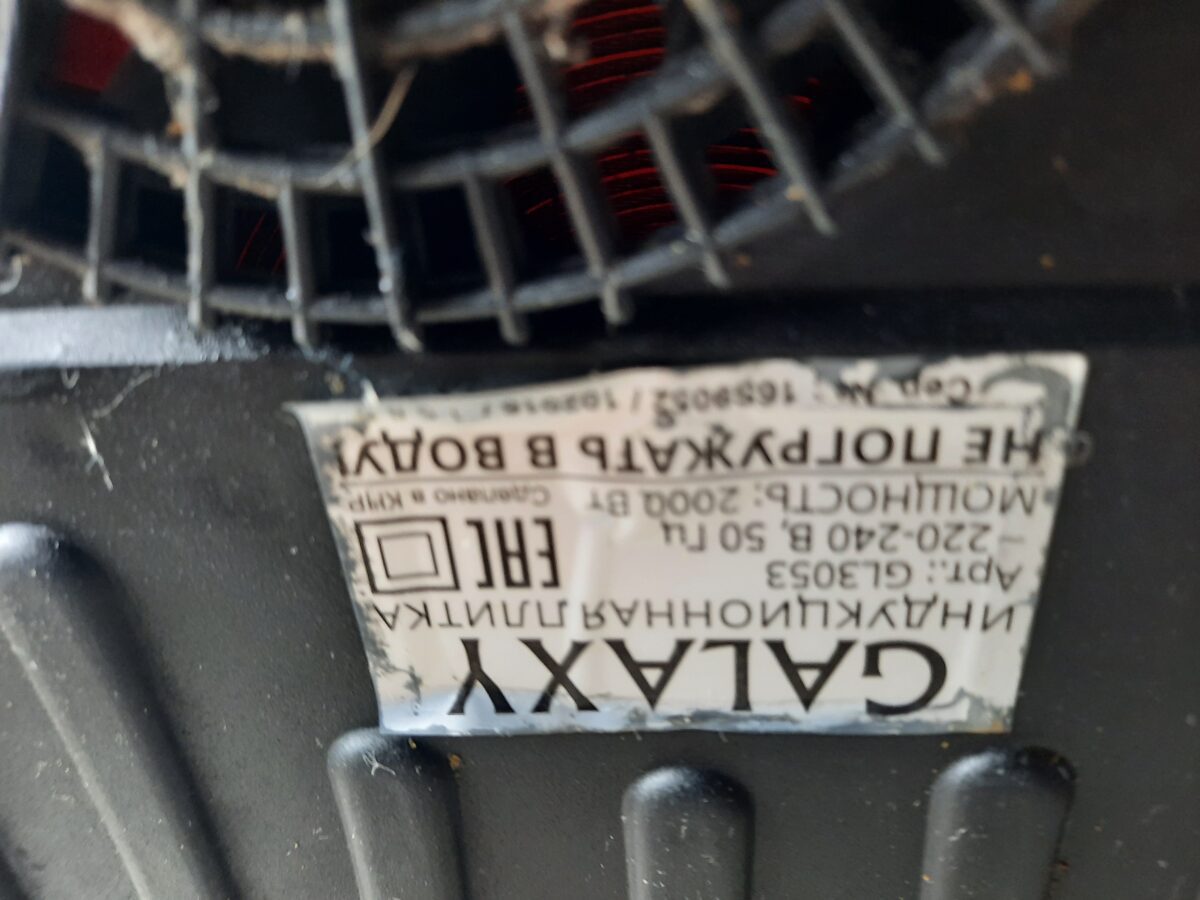 GALAXY
ИНДУКЦИОННАЯ ПЛИТКА
Арт.: GL3053
~ 220-240 В, 50 Гц
МОЩНОСТЬ: 2000 Вт
EAC
Сделано в КНР
НЕ ПОГРУЖАТЬ В ВОДУ!
Сер. №: